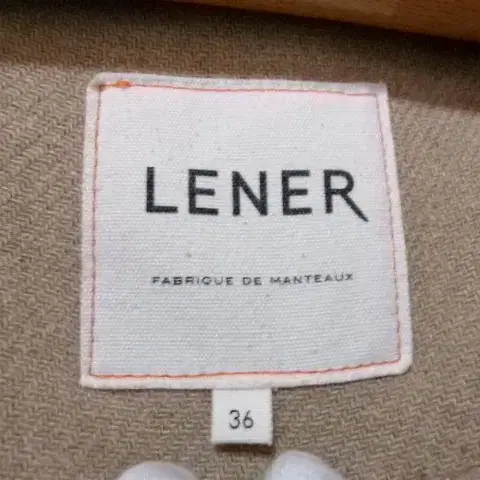 LENER
FABRIQUE DE MANTEAUX
36